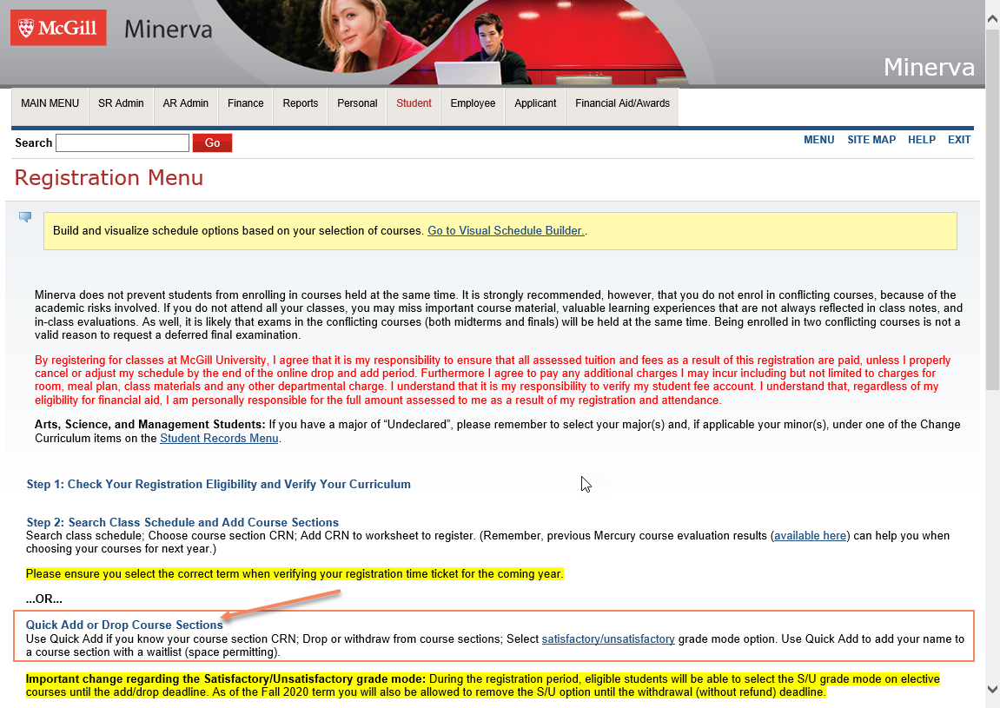 McGill
Minerva
Minerva
MAIN MENU SR Admin AR Admin Finance Reports Personal Student Employee Applicant Financial Aid/Awards
Search Go MENU SITE MAP HELP EXIT
Registration Menu
Build and visualize schedule options based on your selection of courses. Go to Visual Schedule Builder..
Minerva does not prevent students from enrolling in courses held at the same time. It is strongly recommended, however, that you do not enrol in conflicting courses, because of the
academic risks involved. If you do not attend all your classes, you may miss important course material, valuable learning experiences that are not always reflected in class notes, and
in-class evaluations. As well, it is likely that exams in the conflicting courses (both midterms and finals) will be held at the same time. Being enrolled in two conflicting courses is not a
valid reason to request a deferred final examination.
By registering for classes at McGill University, I agree that it is my responsibility to ensure that all assessed tuition and fees as a result of this registration are paid, unless I properly
cancel or adjust my schedule by the end of the online drop and add period. Furthermore I agree to pay any additional charges I may incur including but not limited to charges for
room, meal plan, class materials and any other departmental charge. I understand that it is my responsibility to verify my student fee account. I understand that, regardless of my
eligibility for financial aid, I am personally responsible for the full amount assessed to me as a result of my registration and attendance.
Arts, Science, and Management Students: If you have a major of “Undeclared”, please remember to select your major(s) and, if applicable your minor(s), under one of the Change
Curriculum items on the Student Records Menu.
Step 1: Check Your Registration Eligibility and Verify Your Curriculum
Step 2: Search Class Schedule and Add Course Sections
Search class schedule; Choose course section CRN; Add CRN to worksheet to register. (Remember, previous Mercury course evaluation results (available here) can help you when
choosing your courses for next year.)
Please ensure you select the correct term when verifying your registration time ticket for the coming year.
...OR...
Quick Add or Drop Course Sections
Use Quick Add if you know your course section CRN; Drop or withdraw from course sections; Select satisfactory/unsatisfactory grade mode option. Use Quick Add to add your name to
a course section with a waitlist (space permitting).
Important change regarding the Satisfactory/Unsatisfactory grade mode: During the registration period, eligible students will be able to select the S/U grade mode on elective
courses until the add/drop deadline. As of the Fall 2020 term you will also be allowed to remove the S/U option until the withdrawal (without refund) deadline.